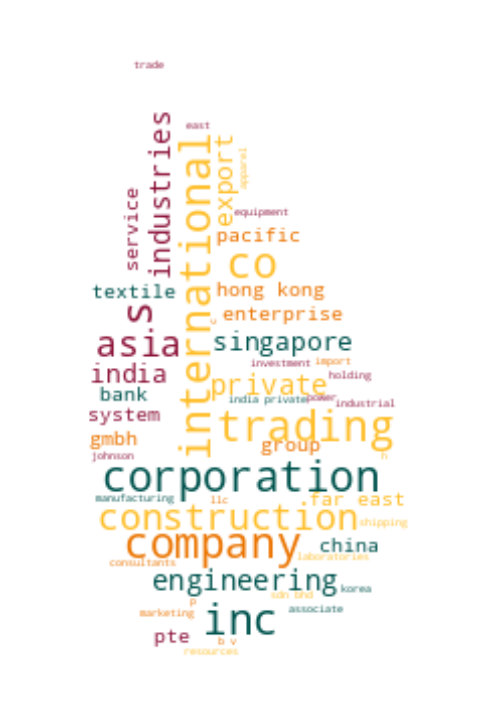 trade
industries
east
international
export
apparel
service
equipment
pacific
co
textile
hong kong
s
enterprise
c
asia
singapore
india
investment
import
holding
private
bank
india private
power
industrial
system
trading
gmbh
group
johnson
h
corporation
manufacturing
llc
far east
construction
shipping
company
china
laboratories
consultants
engineering
korea
sdn bhd
p
associate
marketing
inc
pte
b v
resources